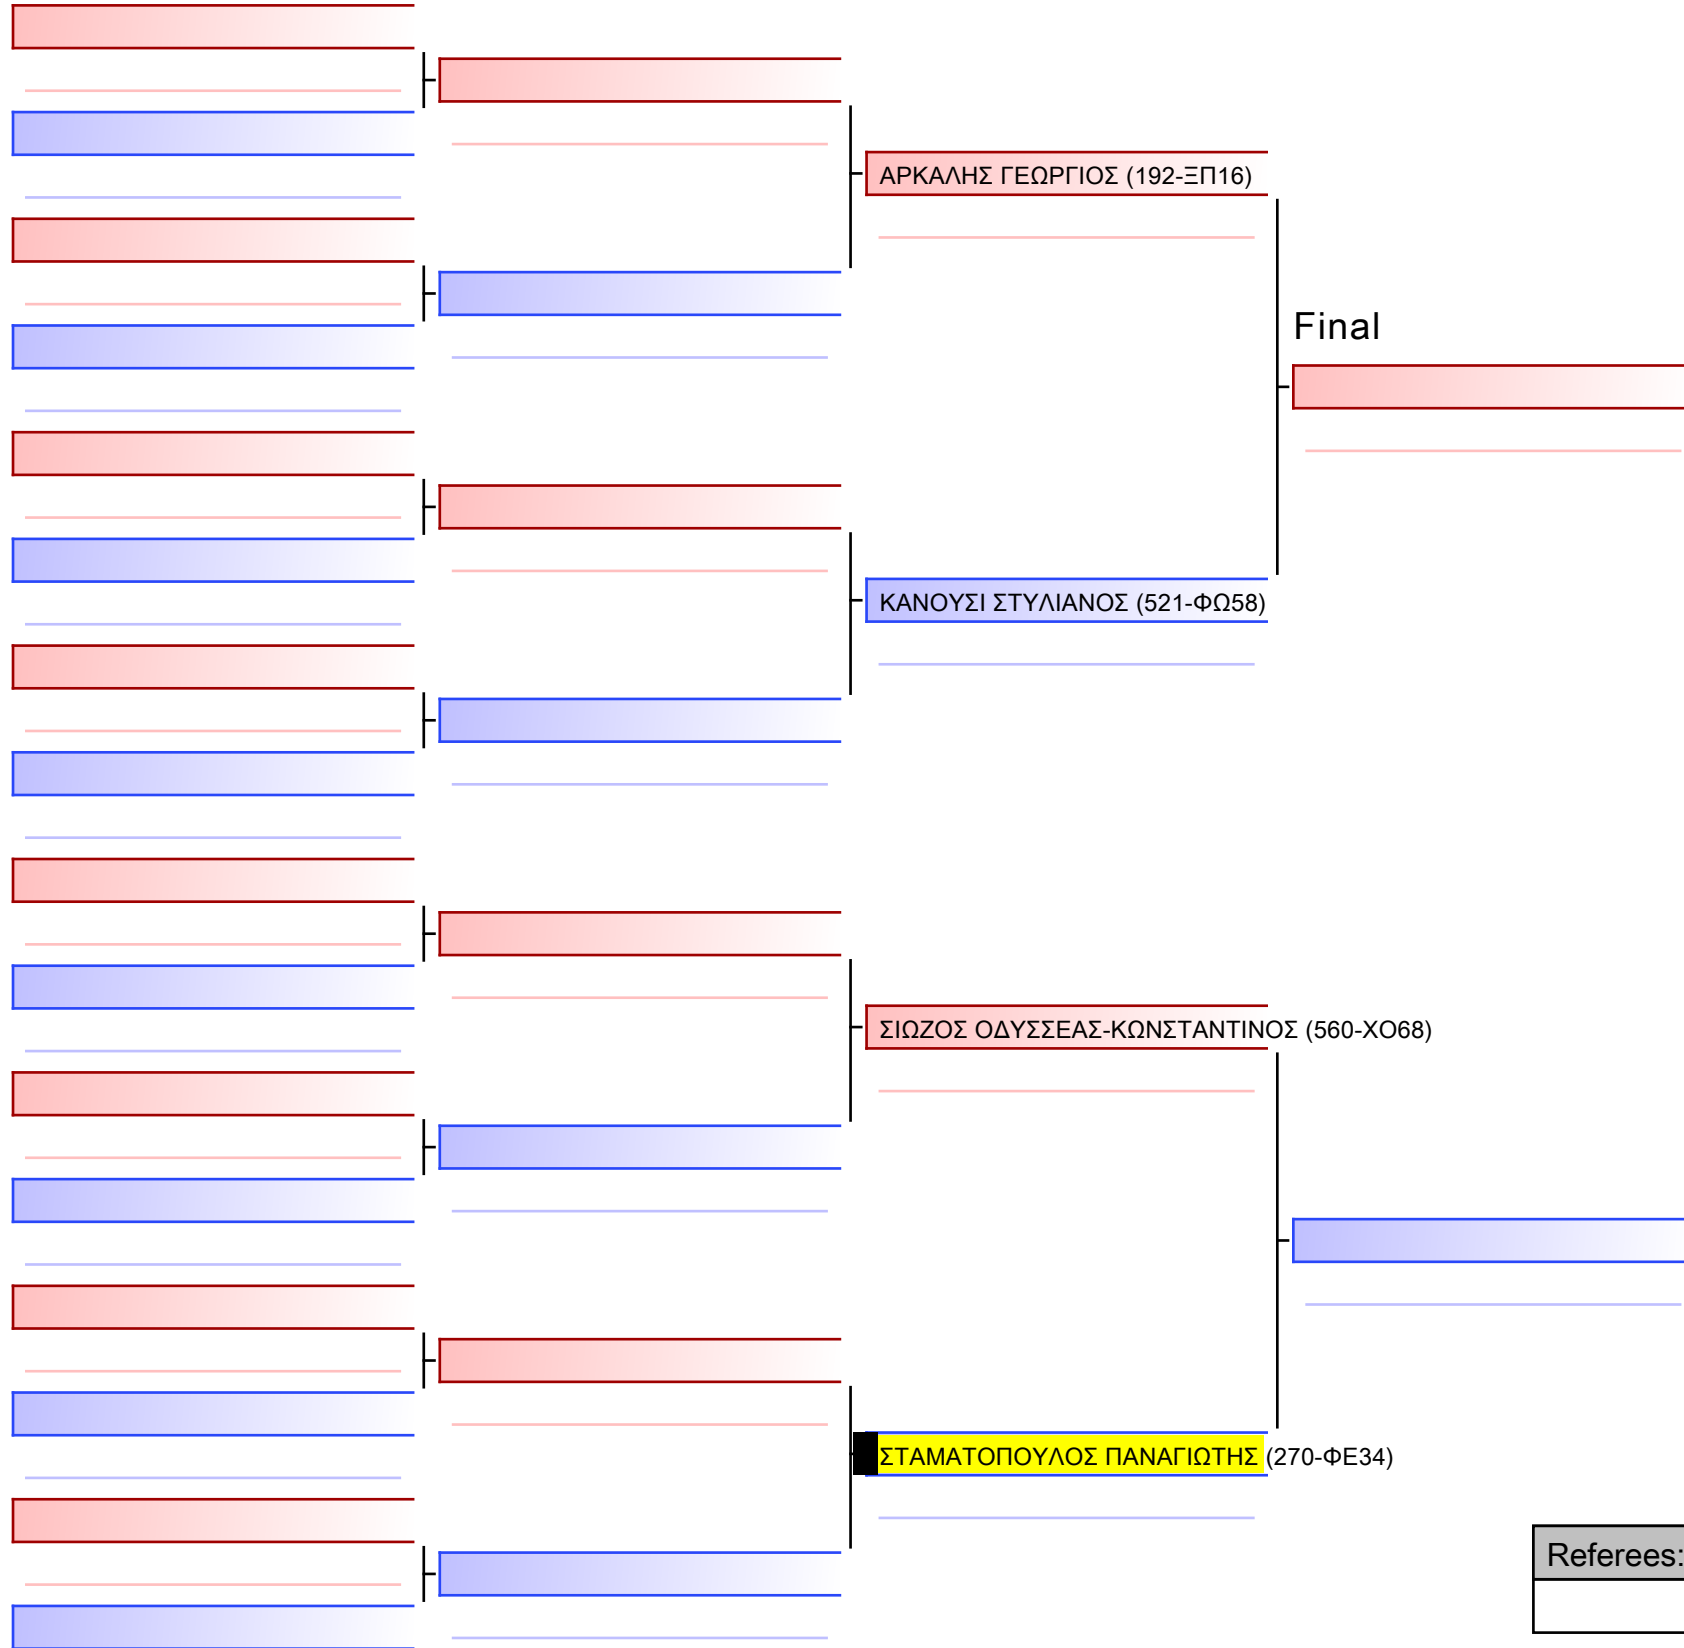 ΑΡΚΑΛΗΣ ΓΕΩΡΓΙΟΣ (192-ΞΠ16)
Final
ΚΑΝΟΥΣΙ ΣΤΥΛΙΑΝΟΣ (521-ΦΩ58)
ΣΙΩΖΟΣ ΟΔΥΣΣΕΑΣ-ΚΩΝΣΤΑΝΤΙΝΟΣ (560-ΧΟ68)
ΣΤΑΜΑΤΟΠΟΥΛΟΣ ΠΑΝΑΓΙΩΤΗΣ (270-ΦΕ34)
Referees: